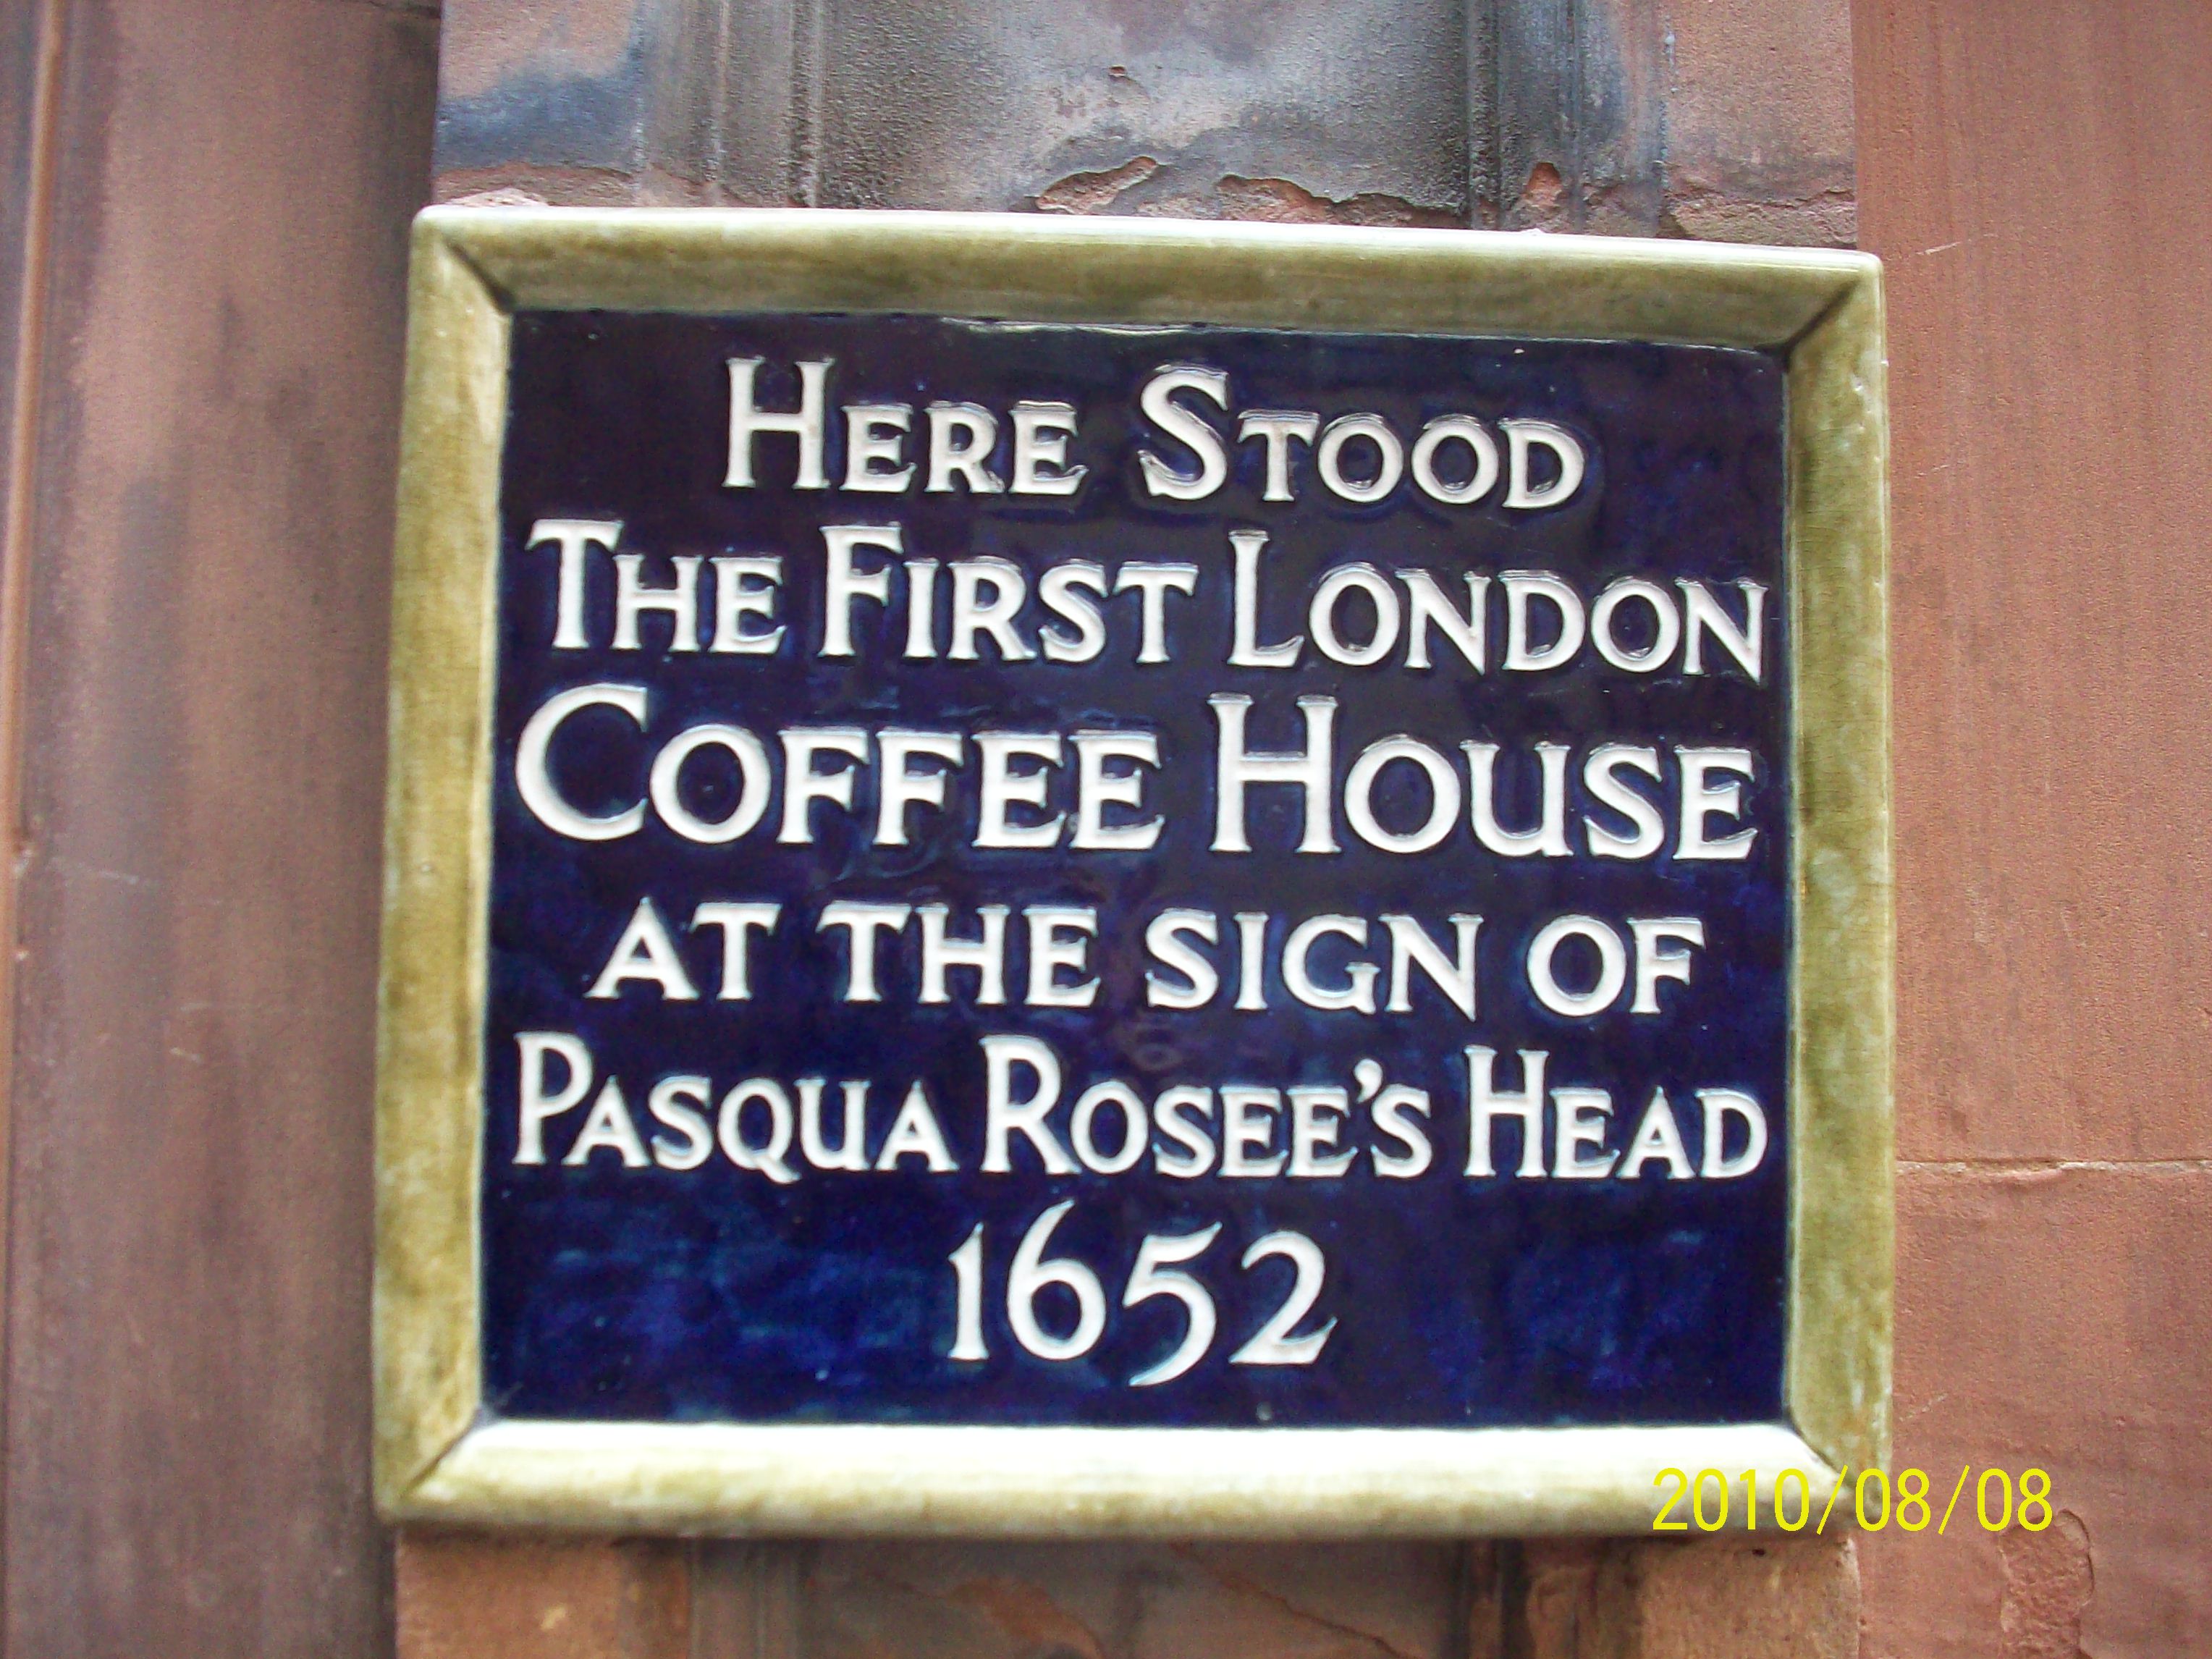 HERE STOOD
THE FIRST LONDON
COFFEE HOUSE
AT THE SIGN OF
PASQUA ROSEE'S HEAD
1652
2010/08/08